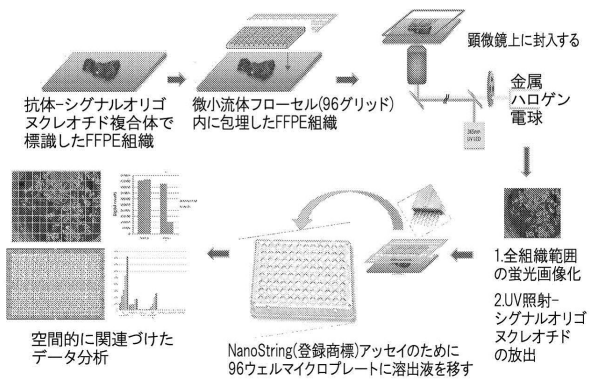 抗体-シグナルオリゴ
ヌクレオチド複合体で
標識したFFPE組織
微小流体フローセル(96グリッド)
内に包埋したFFPE組織
顕微鏡上に封入する
金属
ハロゲン
電球
UV LED
1.全組織範囲
の蛍光画像化
2.UV照射-
シグナルオリゴ
ヌクレオチド
の放出
NanoString(登録商標)アッセイのために
96ウェルマイクロプレートに溶出液を移す
空間的に関連づけた
データ分析